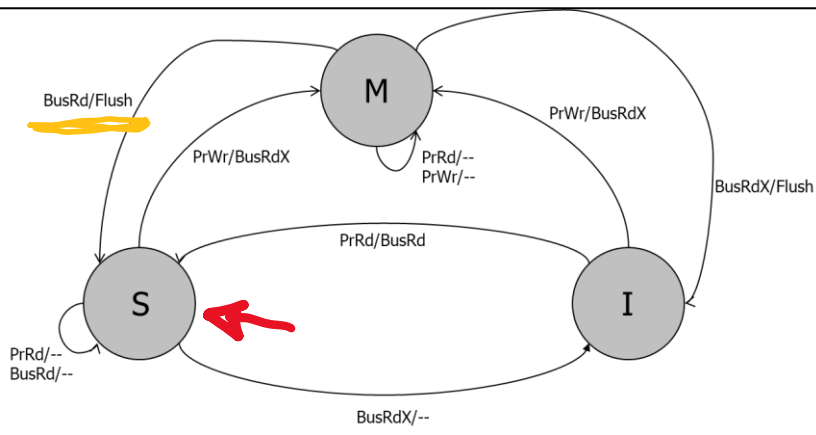 M
BusRd/Flush
PrWr/BusRdX
PrWr/BusRdX
PrRd/--
PrWr/--
BusRdX/Flush
PrRd/BusRd
S
I
PrRd/--
BusRd/--
BusRdX/--